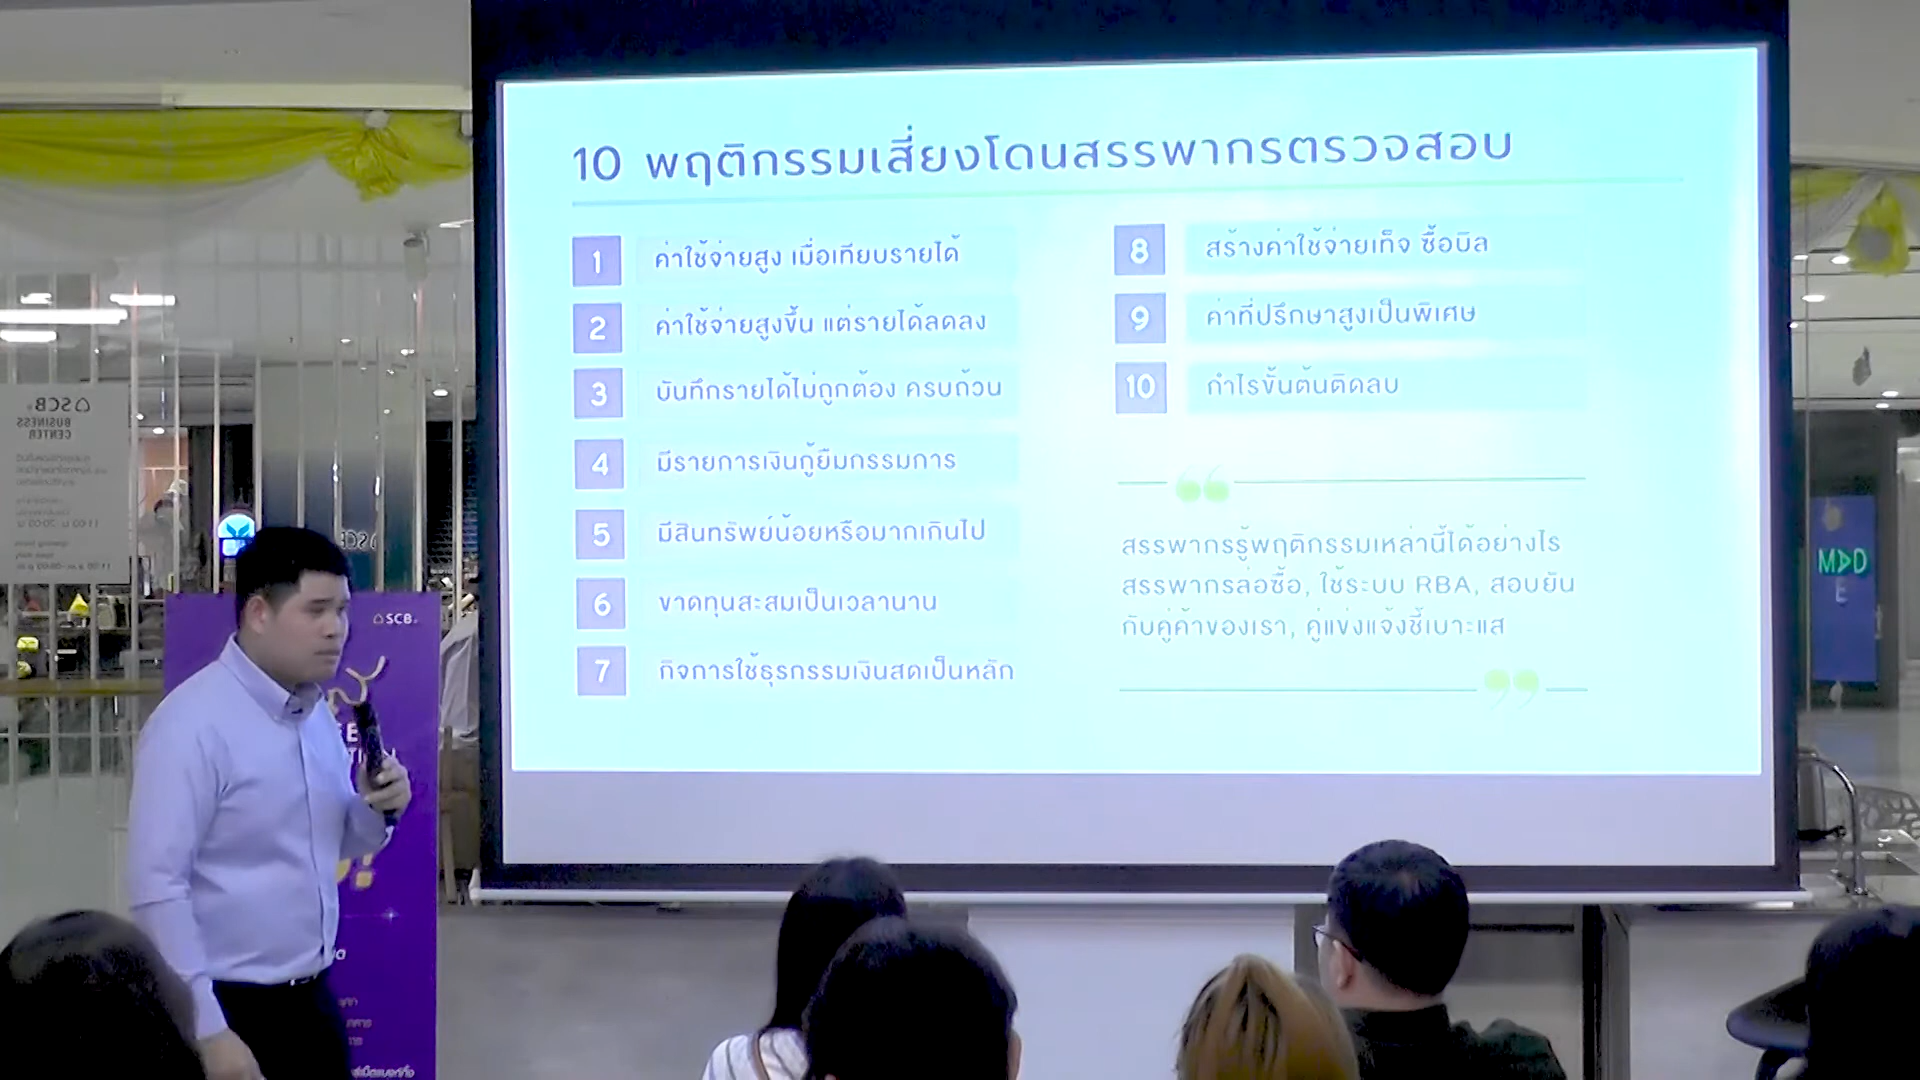 10 พฤติกรรมเสี่ยงโดนสรรพากรตรวจสอบ
1 ค่าใช้จ่ายสูง เมื่อเทียบรายได้
2 ค่าใช้จ่ายสูงขึ้น แต่รายได้ลดลง
3 บันทึกรายได้ไม่ถูกต้อง ครบถ้วน
4 มีรายการเงินกู้ยืมกรรมการ
5 มีสินทรัพย์น้อยหรือมากเกินไป
6 ขาดทุนสะสมเป็นเวลานาน
7 กิจการใช้ธุรกรรมเงินสดเป็นหลัก
8 สร้างค่าใช้จ่ายเท็จ ซื้อบิล
9 ค่าที่ปรึกษาสูงเป็นพิเศษ
10 กำไรขั้นต้นติดลบ
สรรพากรรู้พฤติกรรมเหล่านี้ได้อย่างไร
สรรพากรล่อซื้อ, ใช้ระบบ RBA, สอบยัน
กับคู่ค้าของเรา, คู่แข่งแจ้งชี้เบาะแส
SCB
BUSINESS
CENTER
SCB
SCB